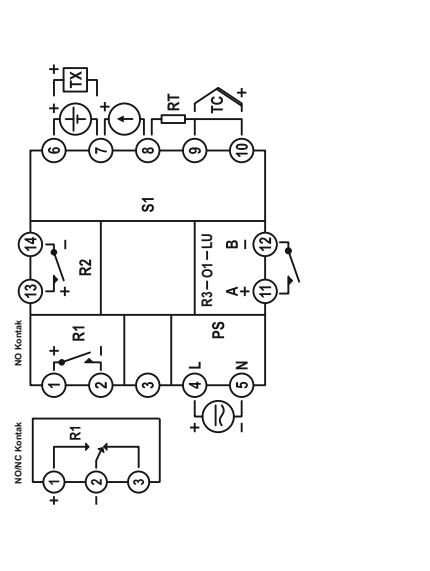 + TX
+
+
RT
TC +
6 7 8 9 10
S1
14
−
13
+
R2
R3 – O1 – LU
B − 12
A + 11
NO Kontak
R1
+ −
PS
L N
1 2 3 4 5
+ −
NO/NC Kontak
R1
1 2 3
+ −